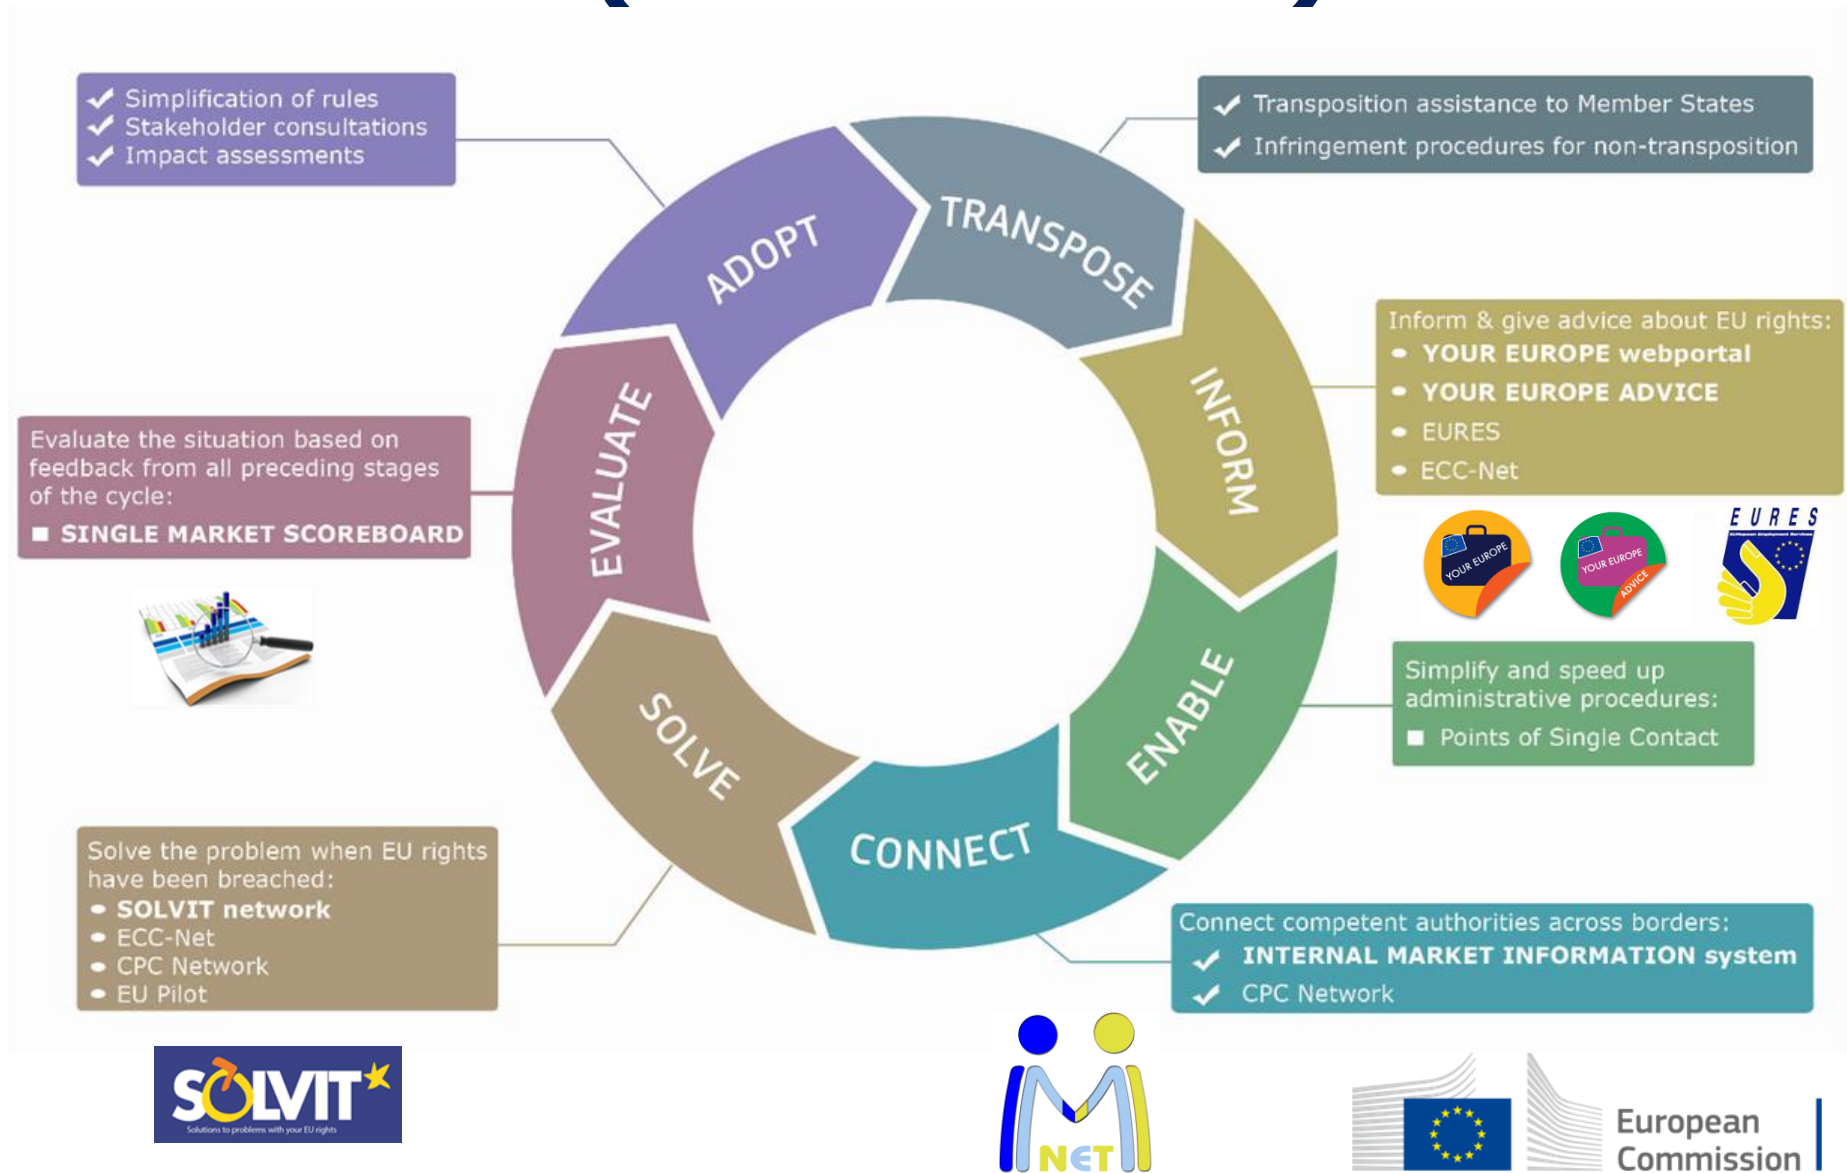 Simplification of rules
Stakeholder consultations
Impact assessments
Transposition assistance to Member States
Infringement procedures for non-transposition
ADOPT
TRANSPOSE
INFORM
ENABLE
CONNECT
SOLVE
EVALUATE
Inform & give advice about EU rights:
YOUR EUROPE webportal
YOUR EUROPE ADVICE
EURES
ECC-Net
YOUR EUROPE
YOUR EUROPE
ADVICE
EURES
European Employment Services
Evaluate the situation based on
feedback from all preceding stages
of the cycle:
SINGLE MARKET SCOREBOARD
Simplify and speed up
administrative procedures:
Points of Single Contact
Solve the problem when EU rights
have been breached:
SOLVIT network
ECC-Net
CPC Network
EU Pilot
Connect competent authorities across borders:
INTERNAL MARKET INFORMATION system
CPC Network
SOLVIT
Solutions to problems with your EU rights
NET
European
Commission